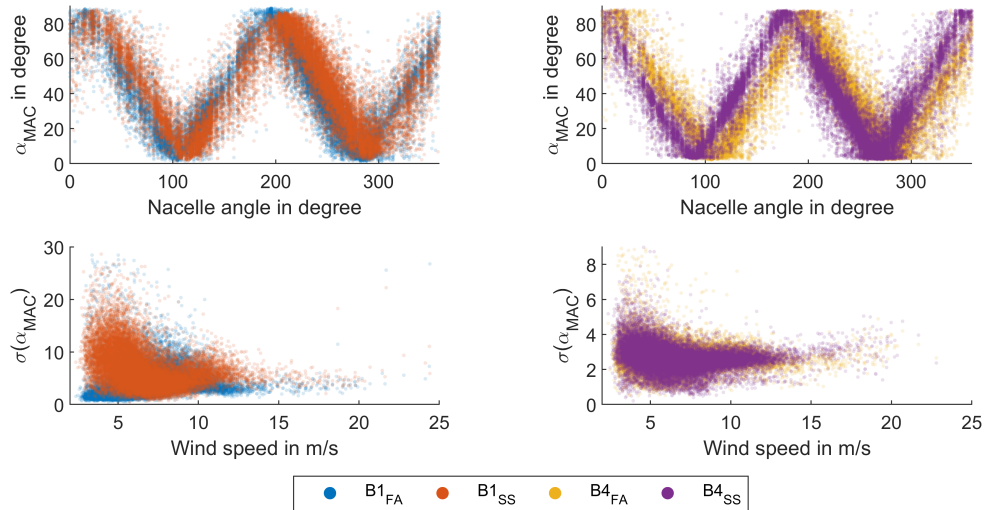 α_MAC in degree
80
60
40
20
0
0 100 200 300
Nacelle angle in degree
α_MAC in degree
80
60
40
20
0
0 100 200 300
Nacelle angle in degree
σ(α_MAC)
30
20
10
0
5 10 15 20 25
Wind speed in m/s
σ(α_MAC)
8
6
4
2
0
5 10 15 20 25
Wind speed in m/s
B1_FA B1_SS B4_FA B4_SS